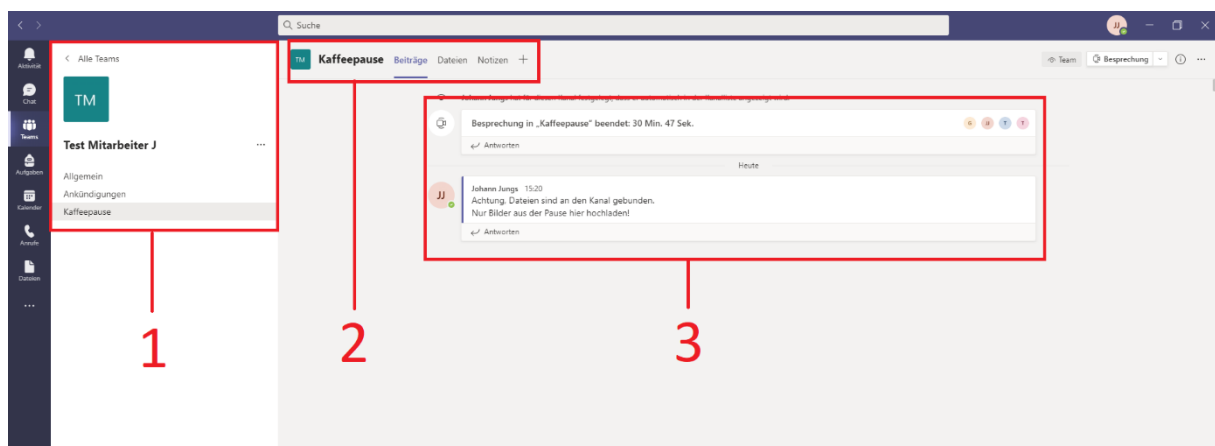 Suche
JJ
Aktivität
Chat
Teams
Aufgaben
Kalender
Anrufe
Dateien
Alle Teams
TM
Test Mitarbeiter J
Allgemein
Ankündigungen
Kaffeepause
1
TM Kaffeepause Beiträge Dateien Notizen +
Team Besprechung
2
Besprechung in „Kaffeepause“ beendet: 30 Min. 47 Sek.
Antworten
Heute
JJ
Johann Jungs 15:20
Achtung. Dateien sind an den Kanal gebunden.
Nur Bilder aus der Pause hier hochladen!
Antworten
3